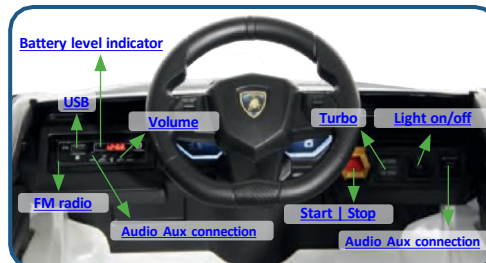 Battery level indicator
USB
Volume
Turbo
Light on/off
FM radio
Audio Aux connection
Start | Stop
Audio Aux connection